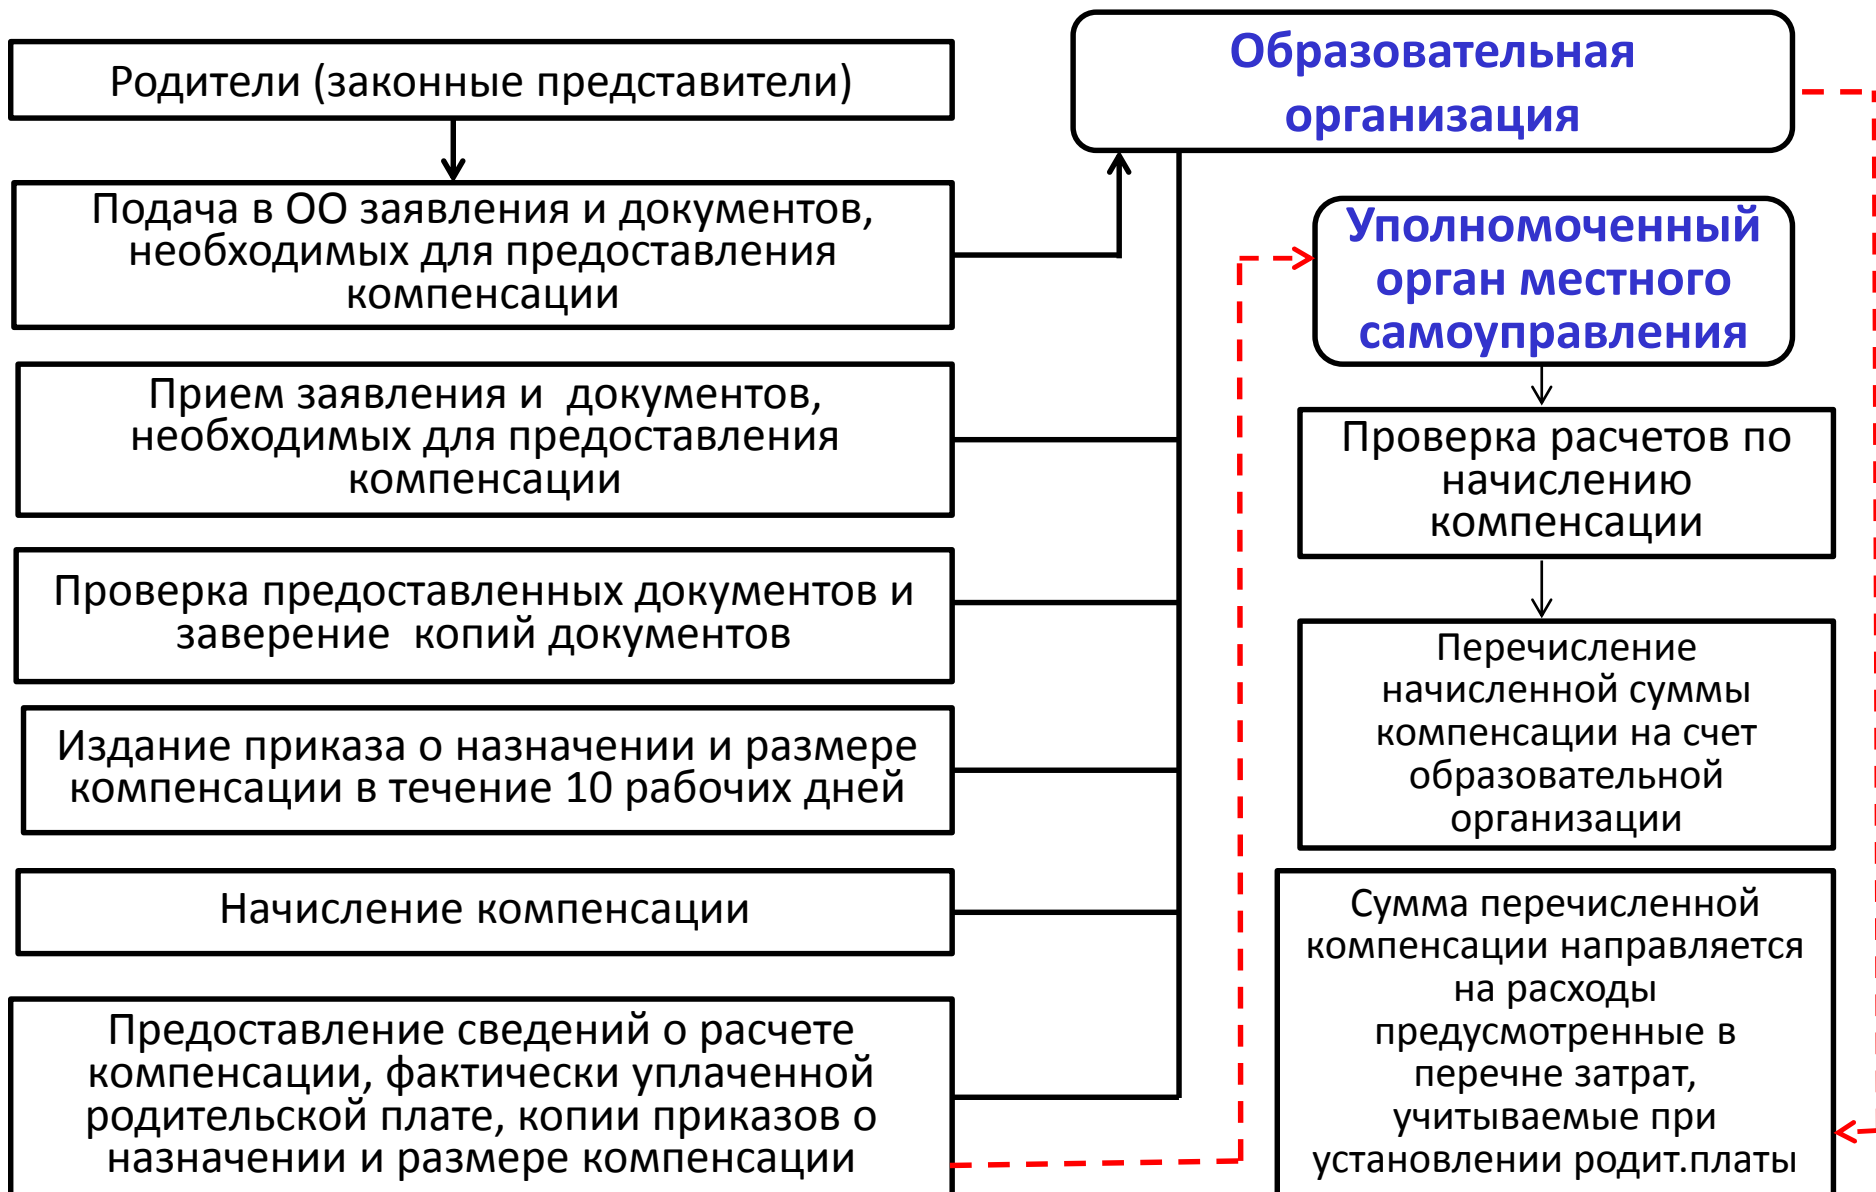 Родители (законные представители)
Подача в ОО заявления и документов,
необходимых для предоставления
компенсации
Прием заявления и  документов,
необходимых для предоставления
компенсации
Проверка предоставленных документов и
заверение  копий документов
Издание приказа о назначении и размере
компенсации в течение 10 рабочих дней
Начисление компенсации
Предоставление сведений о расчете
компенсации, фактически уплаченной
родительской плате, копии приказов о
назначении и размере компенсации
Образовательная
организация
Уполномоченный
орган местного
самоуправления
Проверка расчетов по
начислению
компенсации
Перечисление
начисленной суммы
компенсации на счет
образовательной
организации
Сумма перечисленной
компенсации направляется
на расходы
предусмотренные в
перечне затрат,
учитываемые при
установлении родит.платы